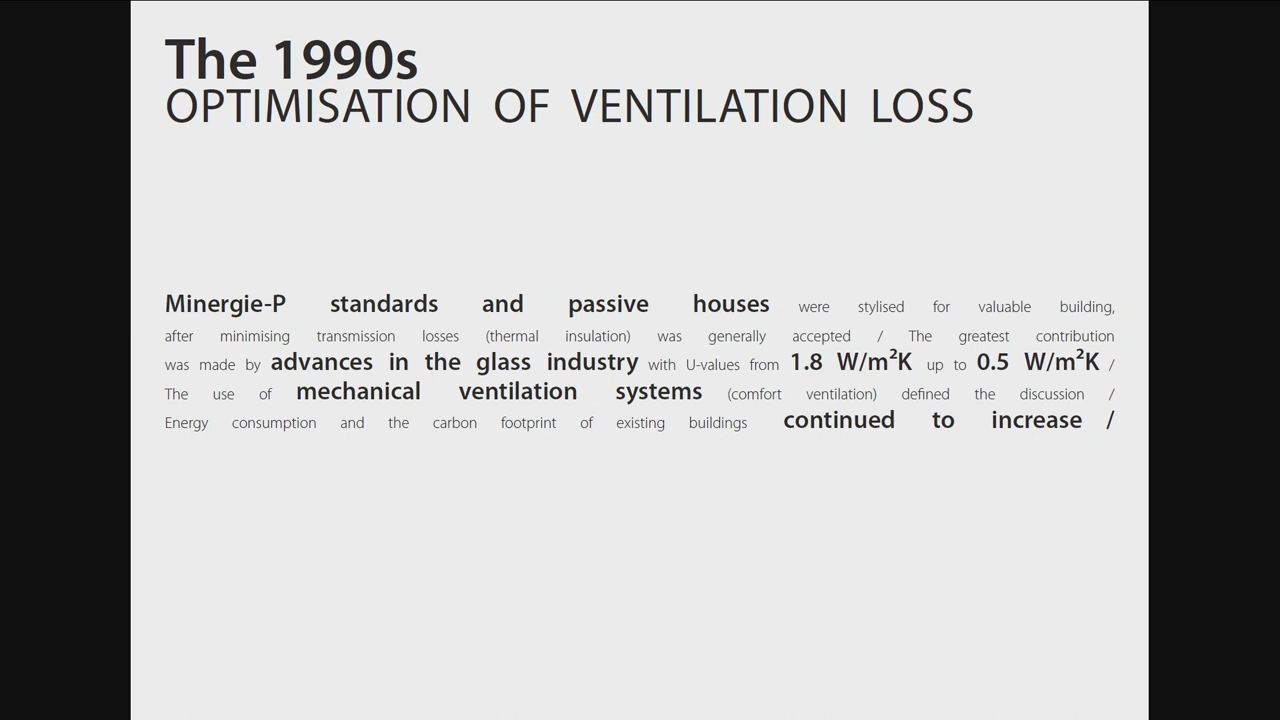 The 1990s
OPTIMISATION OF VENTILATION LOSS
Minergie-P standards and passive houses were stylised for valuable building,
after minimising transmission losses (thermal insulation) was generally accepted / The greatest contribution
was made by advances in the glass industry with U-values from 1.8 W/m²K up to 0.5 W/m²K /
The use of mechanical ventilation systems (comfort ventilation) defined the discussion /
Energy consumption and the carbon footprint of existing buildings continued to increase /